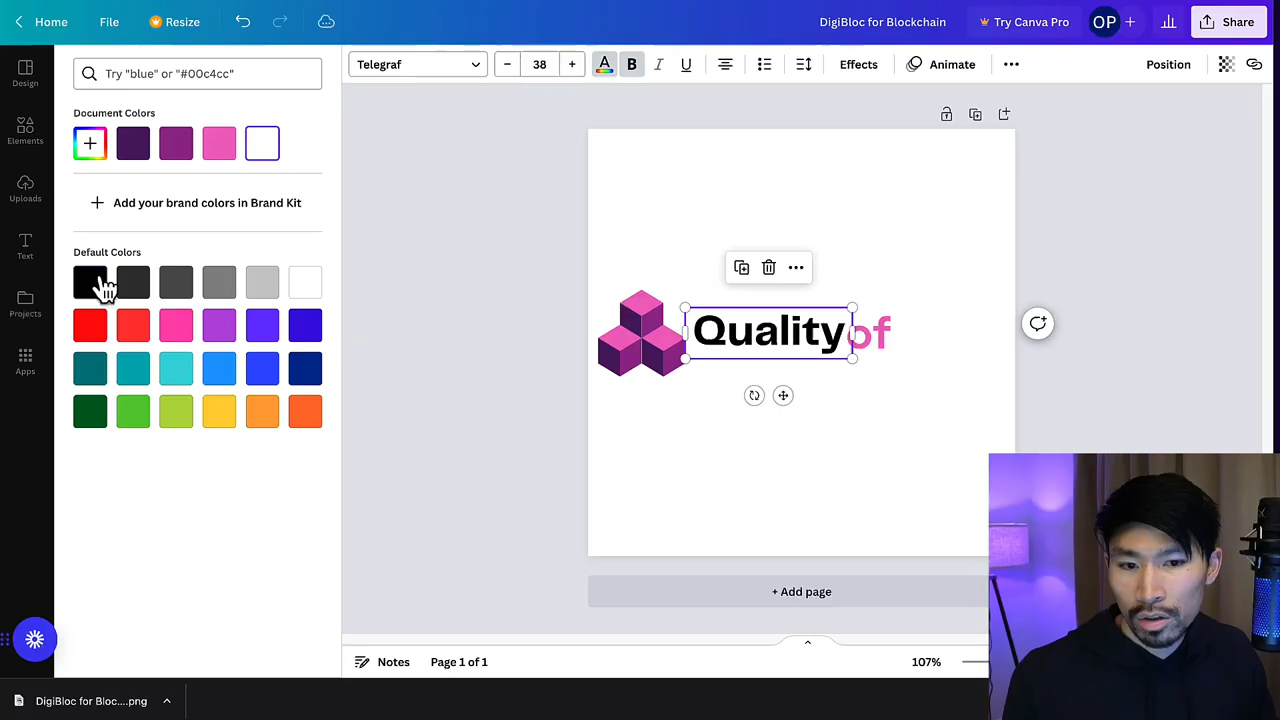 Home File Resize DigiBloc for Blockchain Try Canva Pro OP Share
Design
Elements
Uploads
Text
Projects
Apps
Try "blue" or "#00c4cc"
Document Colors
Add your brand colors in Brand Kit
Default Colors
Telegraf 38 A B I U Effects Animate Position
Quality of
+ Add page
Notes Page 1 of 1 107%
DigiBloc for Bloc....png